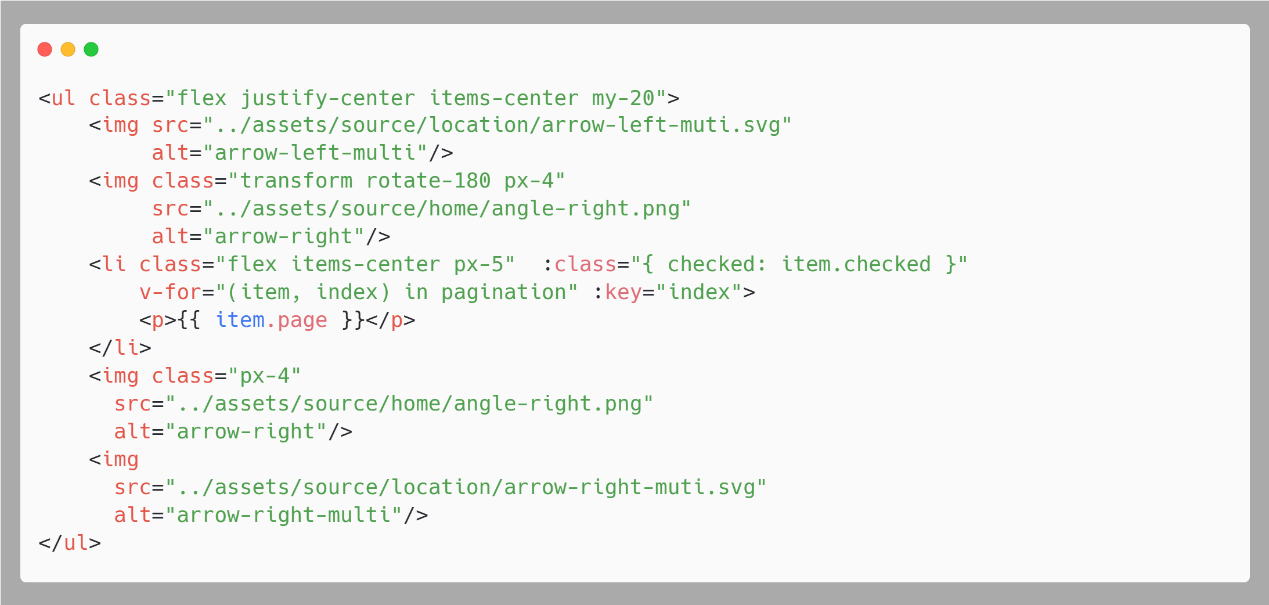 <ul class="flex justify-center items-center my-20">
    <img src="../assets/source/location/arrow-left-muti.svg"
         alt="arrow-left-multi"/>
    <img class="transform rotate-180 px-4"
         src="../assets/source/home/angle-right.png"
         alt="arrow-right"/>
    <li class="flex items-center px-5"  :class="{ checked: item.checked }"
        v-for="(item, index) in pagination" :key="index">
        <p>{{ item.page }}</p>
    </li>
    <img class="px-4"
      src="../assets/source/home/angle-right.png"
      alt="arrow-right"/>
    <img
      src="../assets/source/location/arrow-right-muti.svg"
      alt="arrow-right-multi"/>
</ul>